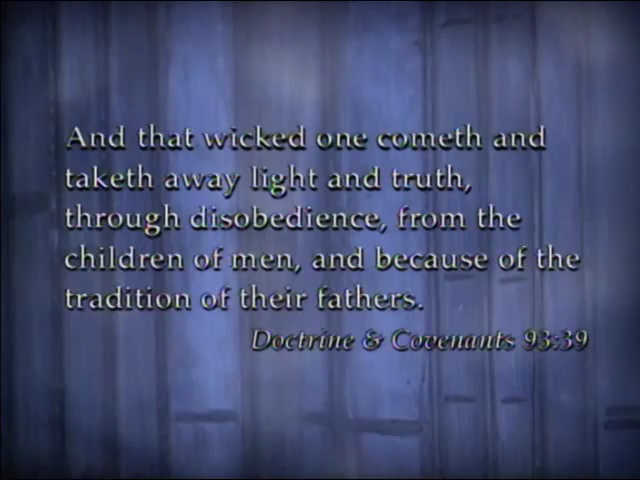 And that wicked one cometh and
taketh away light and truth,
through disobedience, from the
children of men, and because of the
tradition of their fathers.
Doctrine & Covenants 93:39